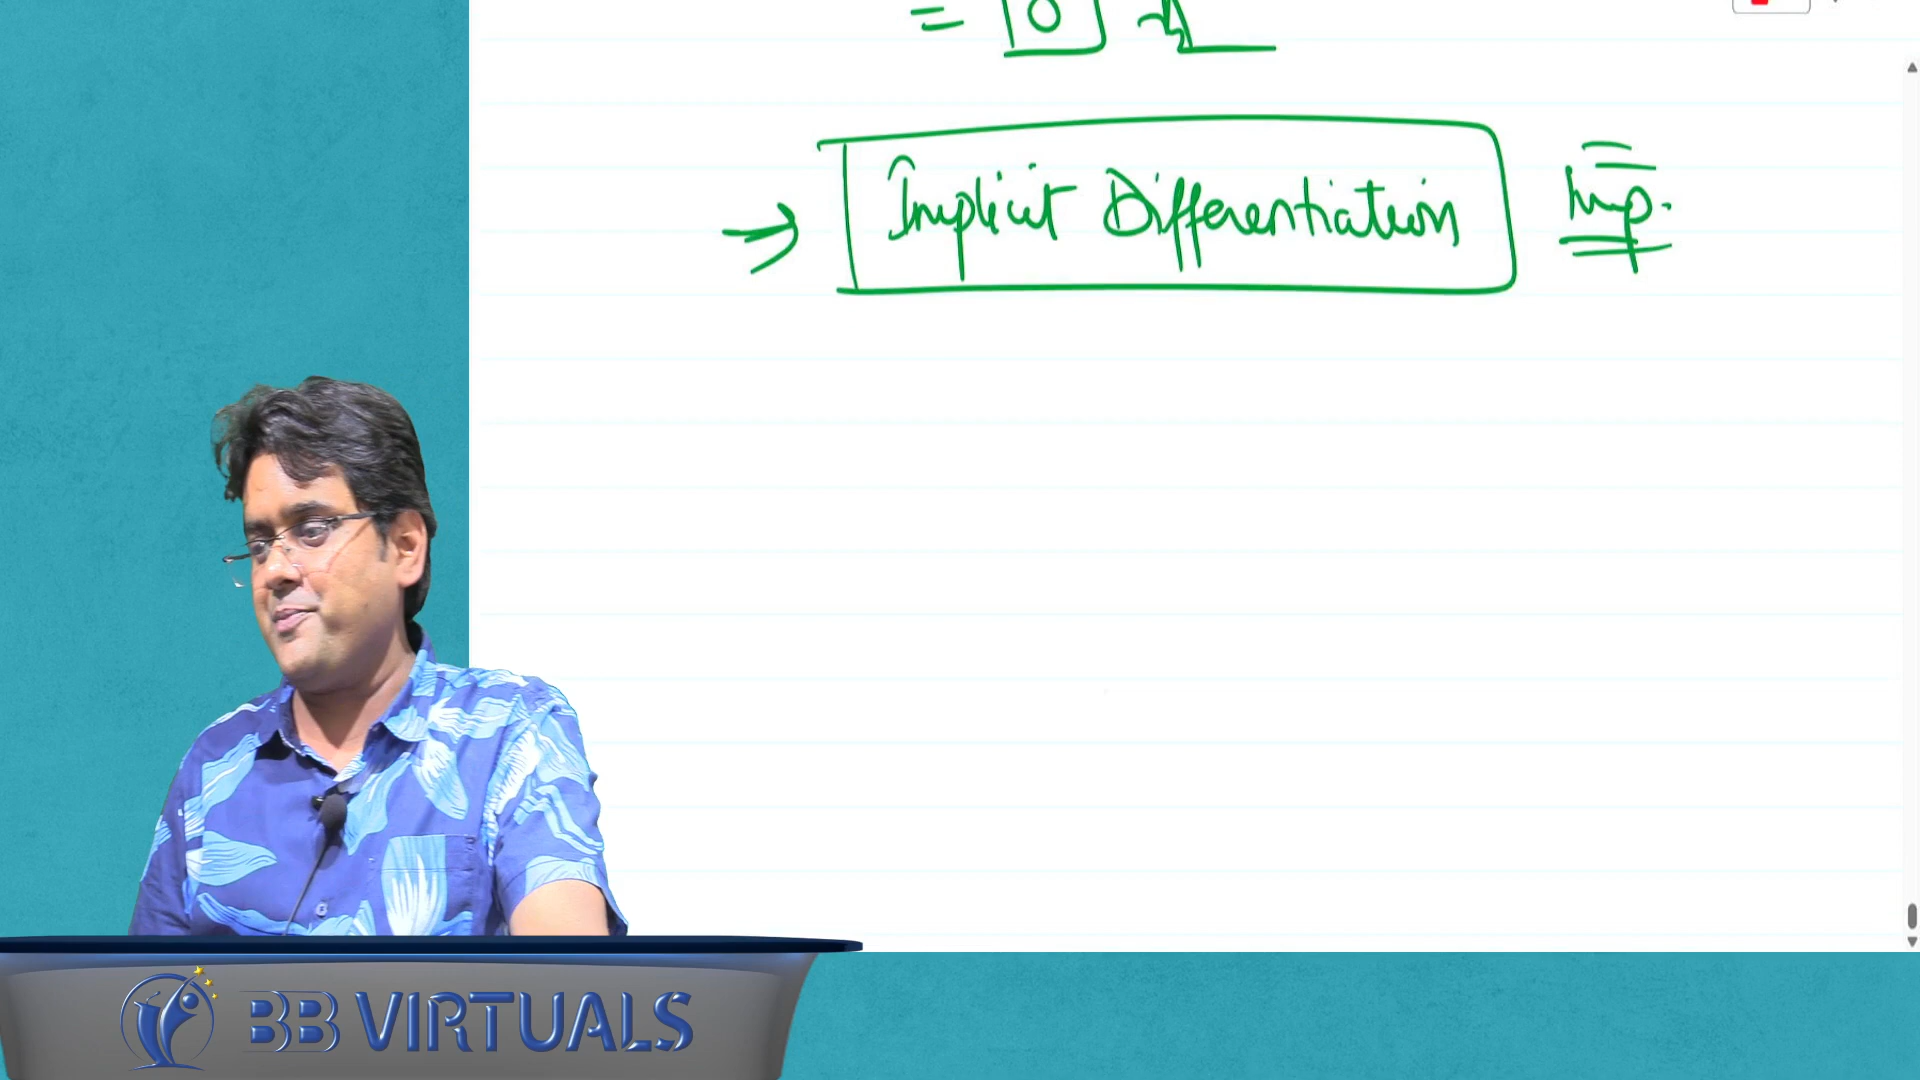 = 0
→ Implicit Differentiation Imp.
BB VIRTUALS